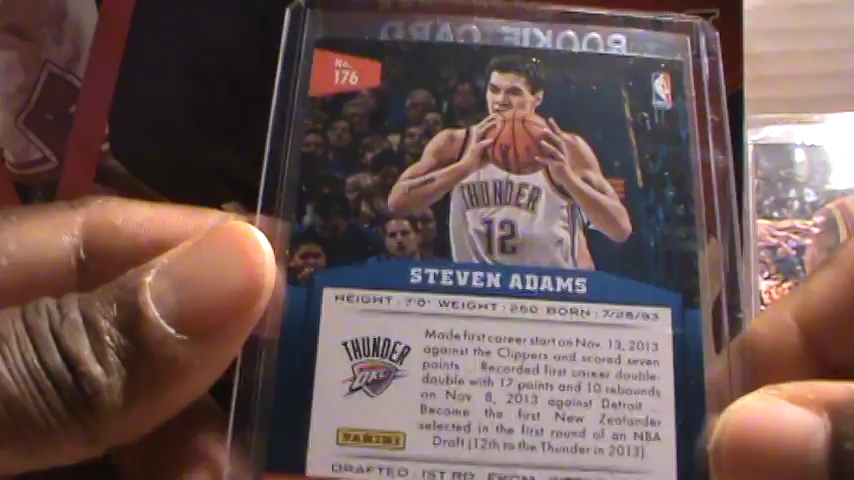 ROOKIE CARD
No.
176
THUNDER
12
STEVEN ADAMS
HEIGHT: 7'0" WEIGHT: 250 BORN: 7/28/93
THUNDER
OKC
Made first career start on Nov. 13, 2013
against the Clippers and scored seven
points ... Recorded first career double-
double with 17 points and 10 rebounds
on Nov. 8, 2013 against Detroit ...
Become the first New Zealander
selected in the first round of an NBA
Draft (12th to the Thunder in 2013)
PANINI
DRAFTED: 1ST RD. FROM